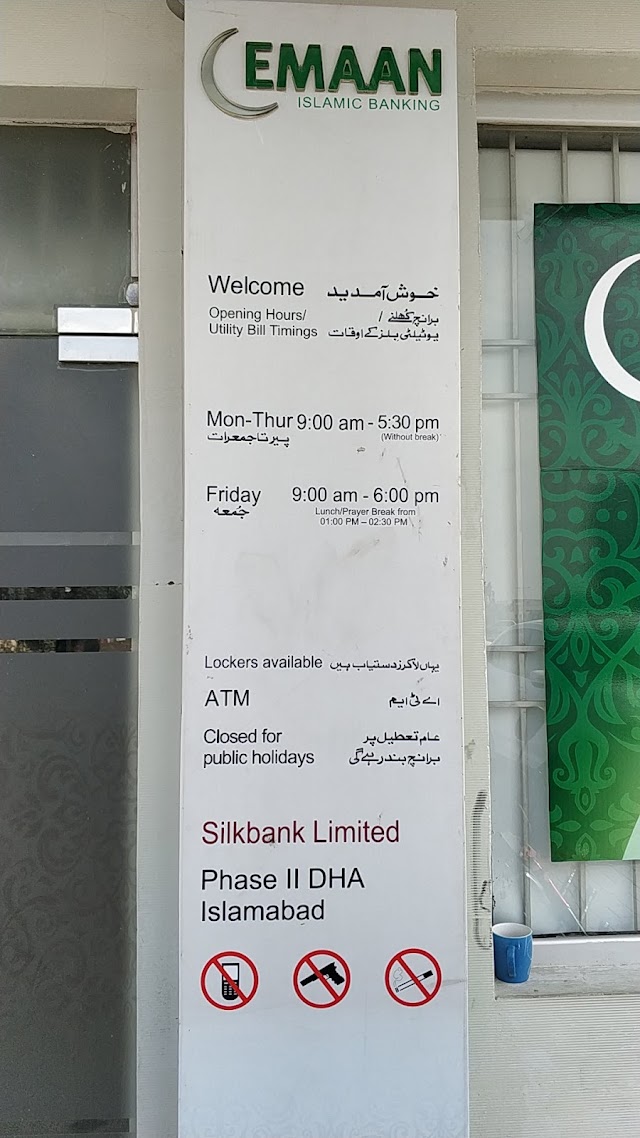 EMAAN
ISLAMIC BANKING
Welcome خوش آمدید
Opening Hours/ برانچ کُھلنے /
Utility Bill Timings یوٹیلٹی بلز کے اوقات
Mon-Thur 9:00 am - 5:30 pm
پیر تا جمعرات (Without break)
Friday 9:00 am - 6:00 pm
جُمعہ Lunch/Prayer Break from
01:00 PM – 02:30 PM
Lockers available یہاں لاکرز دستیاب ہیں
ATM اے ٹی ایم
Closed for عام تعطیل پر
public holidays برانچ بند رہے گی
Silkbank Limited
Phase II DHA
Islamabad